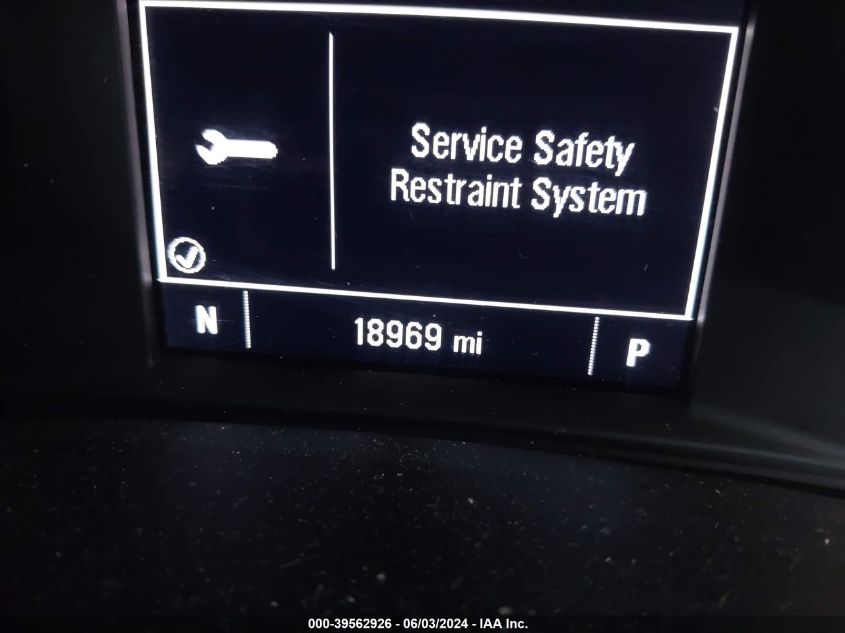 Service Safety
Restraint System
N 18969 mi P
000-39562926 - 06/03/2024 - IAA Inc.